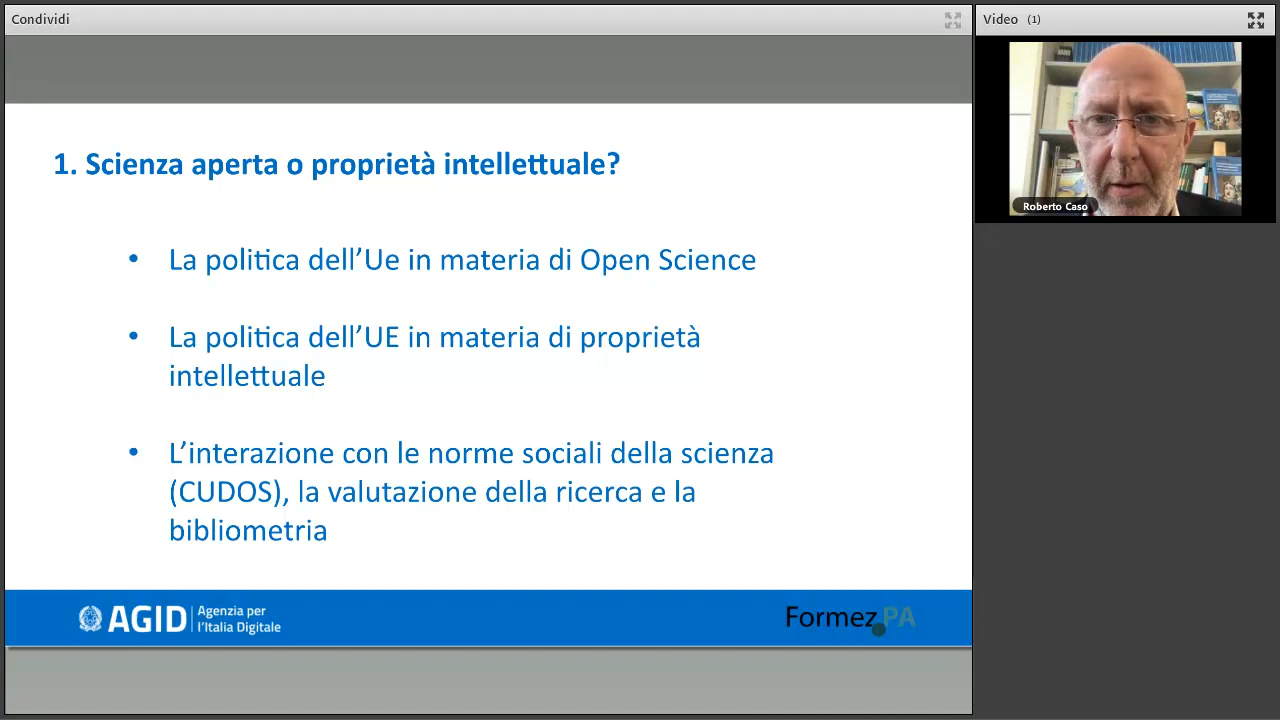 Condividi
Video (1)
Roberto Caso
1. Scienza aperta o proprietà intellettuale?
• La politica dell’Ue in materia di Open Science
• La politica dell’UE in materia di proprietà
intellettuale
• L’interazione con le norme sociali della scienza
(CUDOS), la valutazione della ricerca e la
bibliometria
AGID Agenzia per
l’Italia Digitale
Formez PA